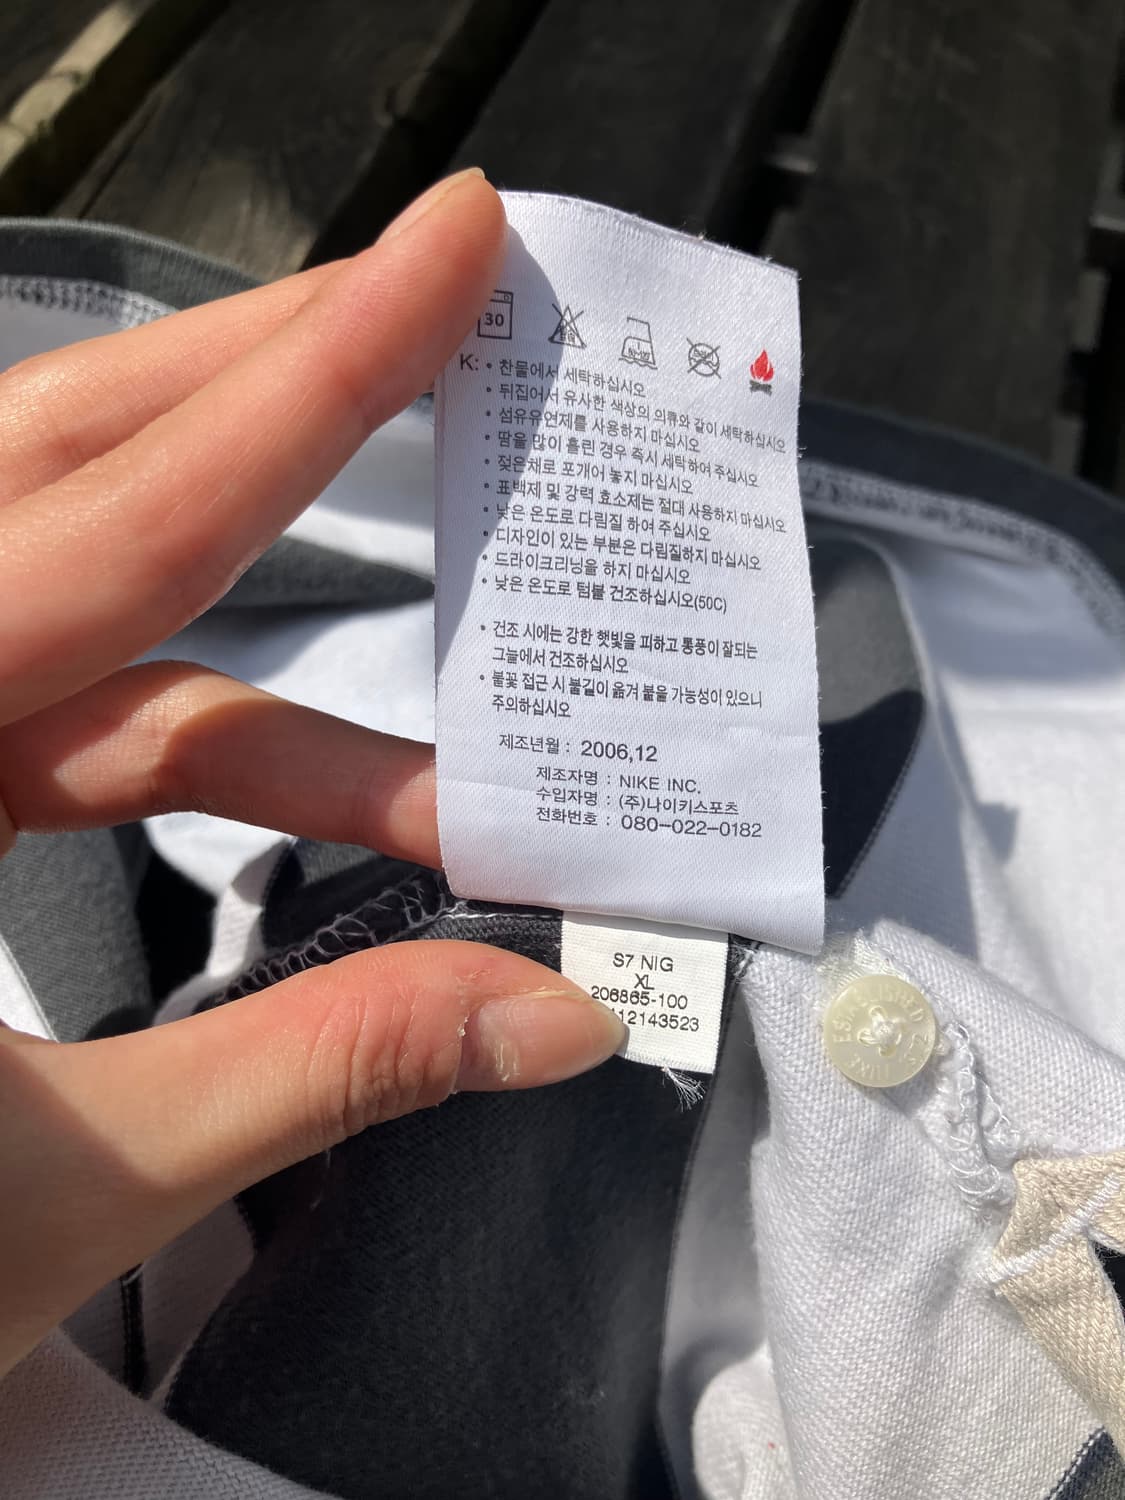 30
K: • 찬물에서 세탁하십시오
• 뒤집어서 유사한 색상의 의류와 같이 세탁하십시오
• 섬유유연제를 사용하지 마십시오
• 땀을 많이 흘린 경우 즉시 세탁하여 주십시오
• 젖은채로 포개어 놓지 마십시오
• 표백제 및 강력 효소제는 절대 사용하지 마십시오
• 낮은 온도로 다림질 하여 주십시오
• 디자인이 있는 부분은 다림질하지 마십시오
• 드라이크리닝을 하지 마십시오
• 낮은 온도로 텀블 건조하십시오(50C)
• 건조 시에는 강한 햇빛을 피하고 통풍이 잘되는
그늘에서 건조하십시오
• 불꽃 접근 시 불길이 옮겨 붙을 가능성이 있으니
주의하십시오
제조년월 : 2006,12
제조자명 : NIKE INC.
수입자명 : (주)나이키스포츠
전화번호 : 080-022-0182
S7 NIG
XL
206865-100
112143523